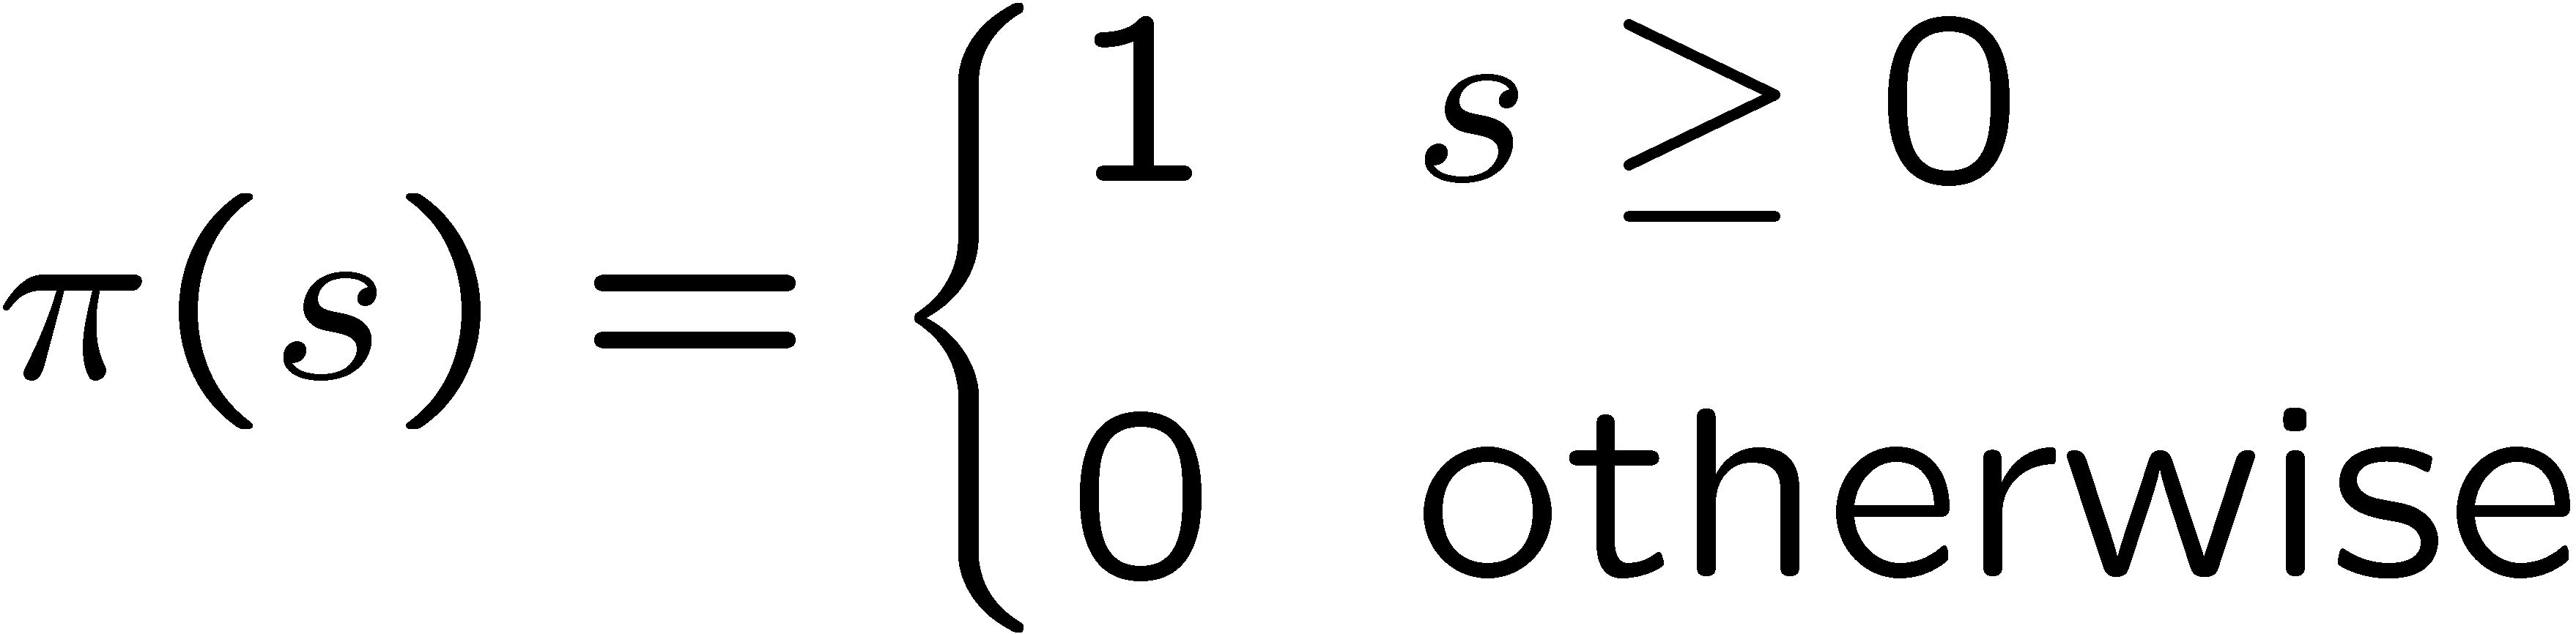 π(s) = { 1 s ≥ 0
0 otherwise